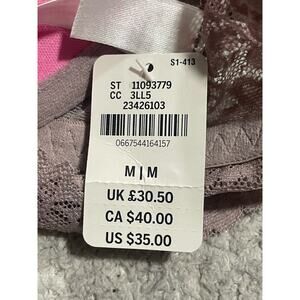 S1-413
ST 11093779
CC 3LL5
23426103
0667544164157
M | M
UK £30.50
CA $40.00
US $35.00